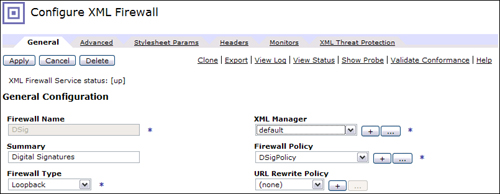 Configure XML Firewall
General Advanced Stylesheet Params Headers Monitors XML Threat Protection
Apply Cancel Delete Clone | Export | View Log | View Status | Show Probe | Validate Conformance | Help
XML Firewall Service status: [up]
General Configuration
Firewall Name XML Manager
DSig * default + ... *
Summary Firewall Policy
Digital Signatures DSigPolicy + ... *
Firewall Type URL Rewrite Policy
Loopback * (none) + ...